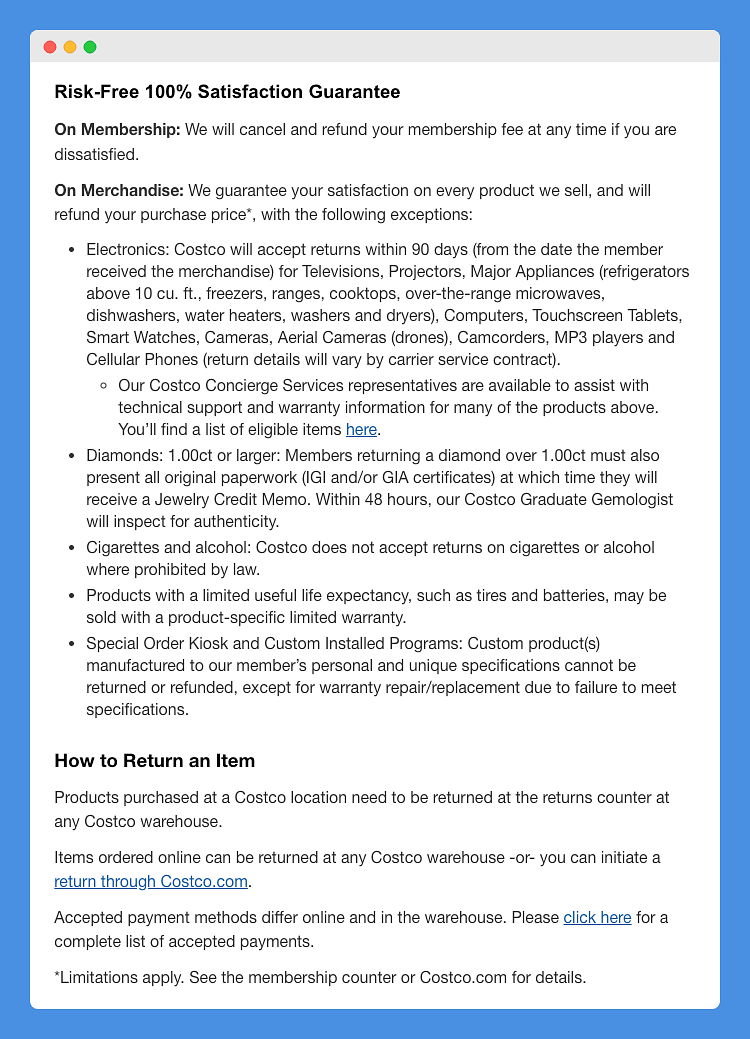 Risk-Free 100% Satisfaction Guarantee
On Membership: We will cancel and refund your membership fee at any time if you are
dissatisfied.
On Merchandise: We guarantee your satisfaction on every product we sell, and will
refund your purchase price*, with the following exceptions:
• Electronics: Costco will accept returns within 90 days (from the date the member
received the merchandise) for Televisions, Projectors, Major Appliances (refrigerators
above 10 cu. ft., freezers, ranges, cooktops, over-the-range microwaves,
dishwashers, water heaters, washers and dryers), Computers, Touchscreen Tablets,
Smart Watches, Cameras, Aerial Cameras (drones), Camcorders, MP3 players and
Cellular Phones (return details will vary by carrier service contract).
◦ Our Costco Concierge Services representatives are available to assist with
technical support and warranty information for many of the products above.
You’ll find a list of eligible items here.
• Diamonds: 1.00ct or larger: Members returning a diamond over 1.00ct must also
present all original paperwork (IGI and/or GIA certificates) at which time they will
receive a Jewelry Credit Memo. Within 48 hours, our Costco Graduate Gemologist
will inspect for authenticity.
• Cigarettes and alcohol: Costco does not accept returns on cigarettes or alcohol
where prohibited by law.
• Products with a limited useful life expectancy, such as tires and batteries, may be
sold with a product-specific limited warranty.
• Special Order Kiosk and Custom Installed Programs: Custom product(s)
manufactured to our member’s personal and unique specifications cannot be
returned or refunded, except for warranty repair/replacement due to failure to meet
specifications.
How to Return an Item
Products purchased at a Costco location need to be returned at the returns counter at
any Costco warehouse.
Items ordered online can be returned at any Costco warehouse -or- you can initiate a
return through Costco.com.
Accepted payment methods differ online and in the warehouse. Please click here for a
complete list of accepted payments.
*Limitations apply. See the membership counter or Costco.com for details.